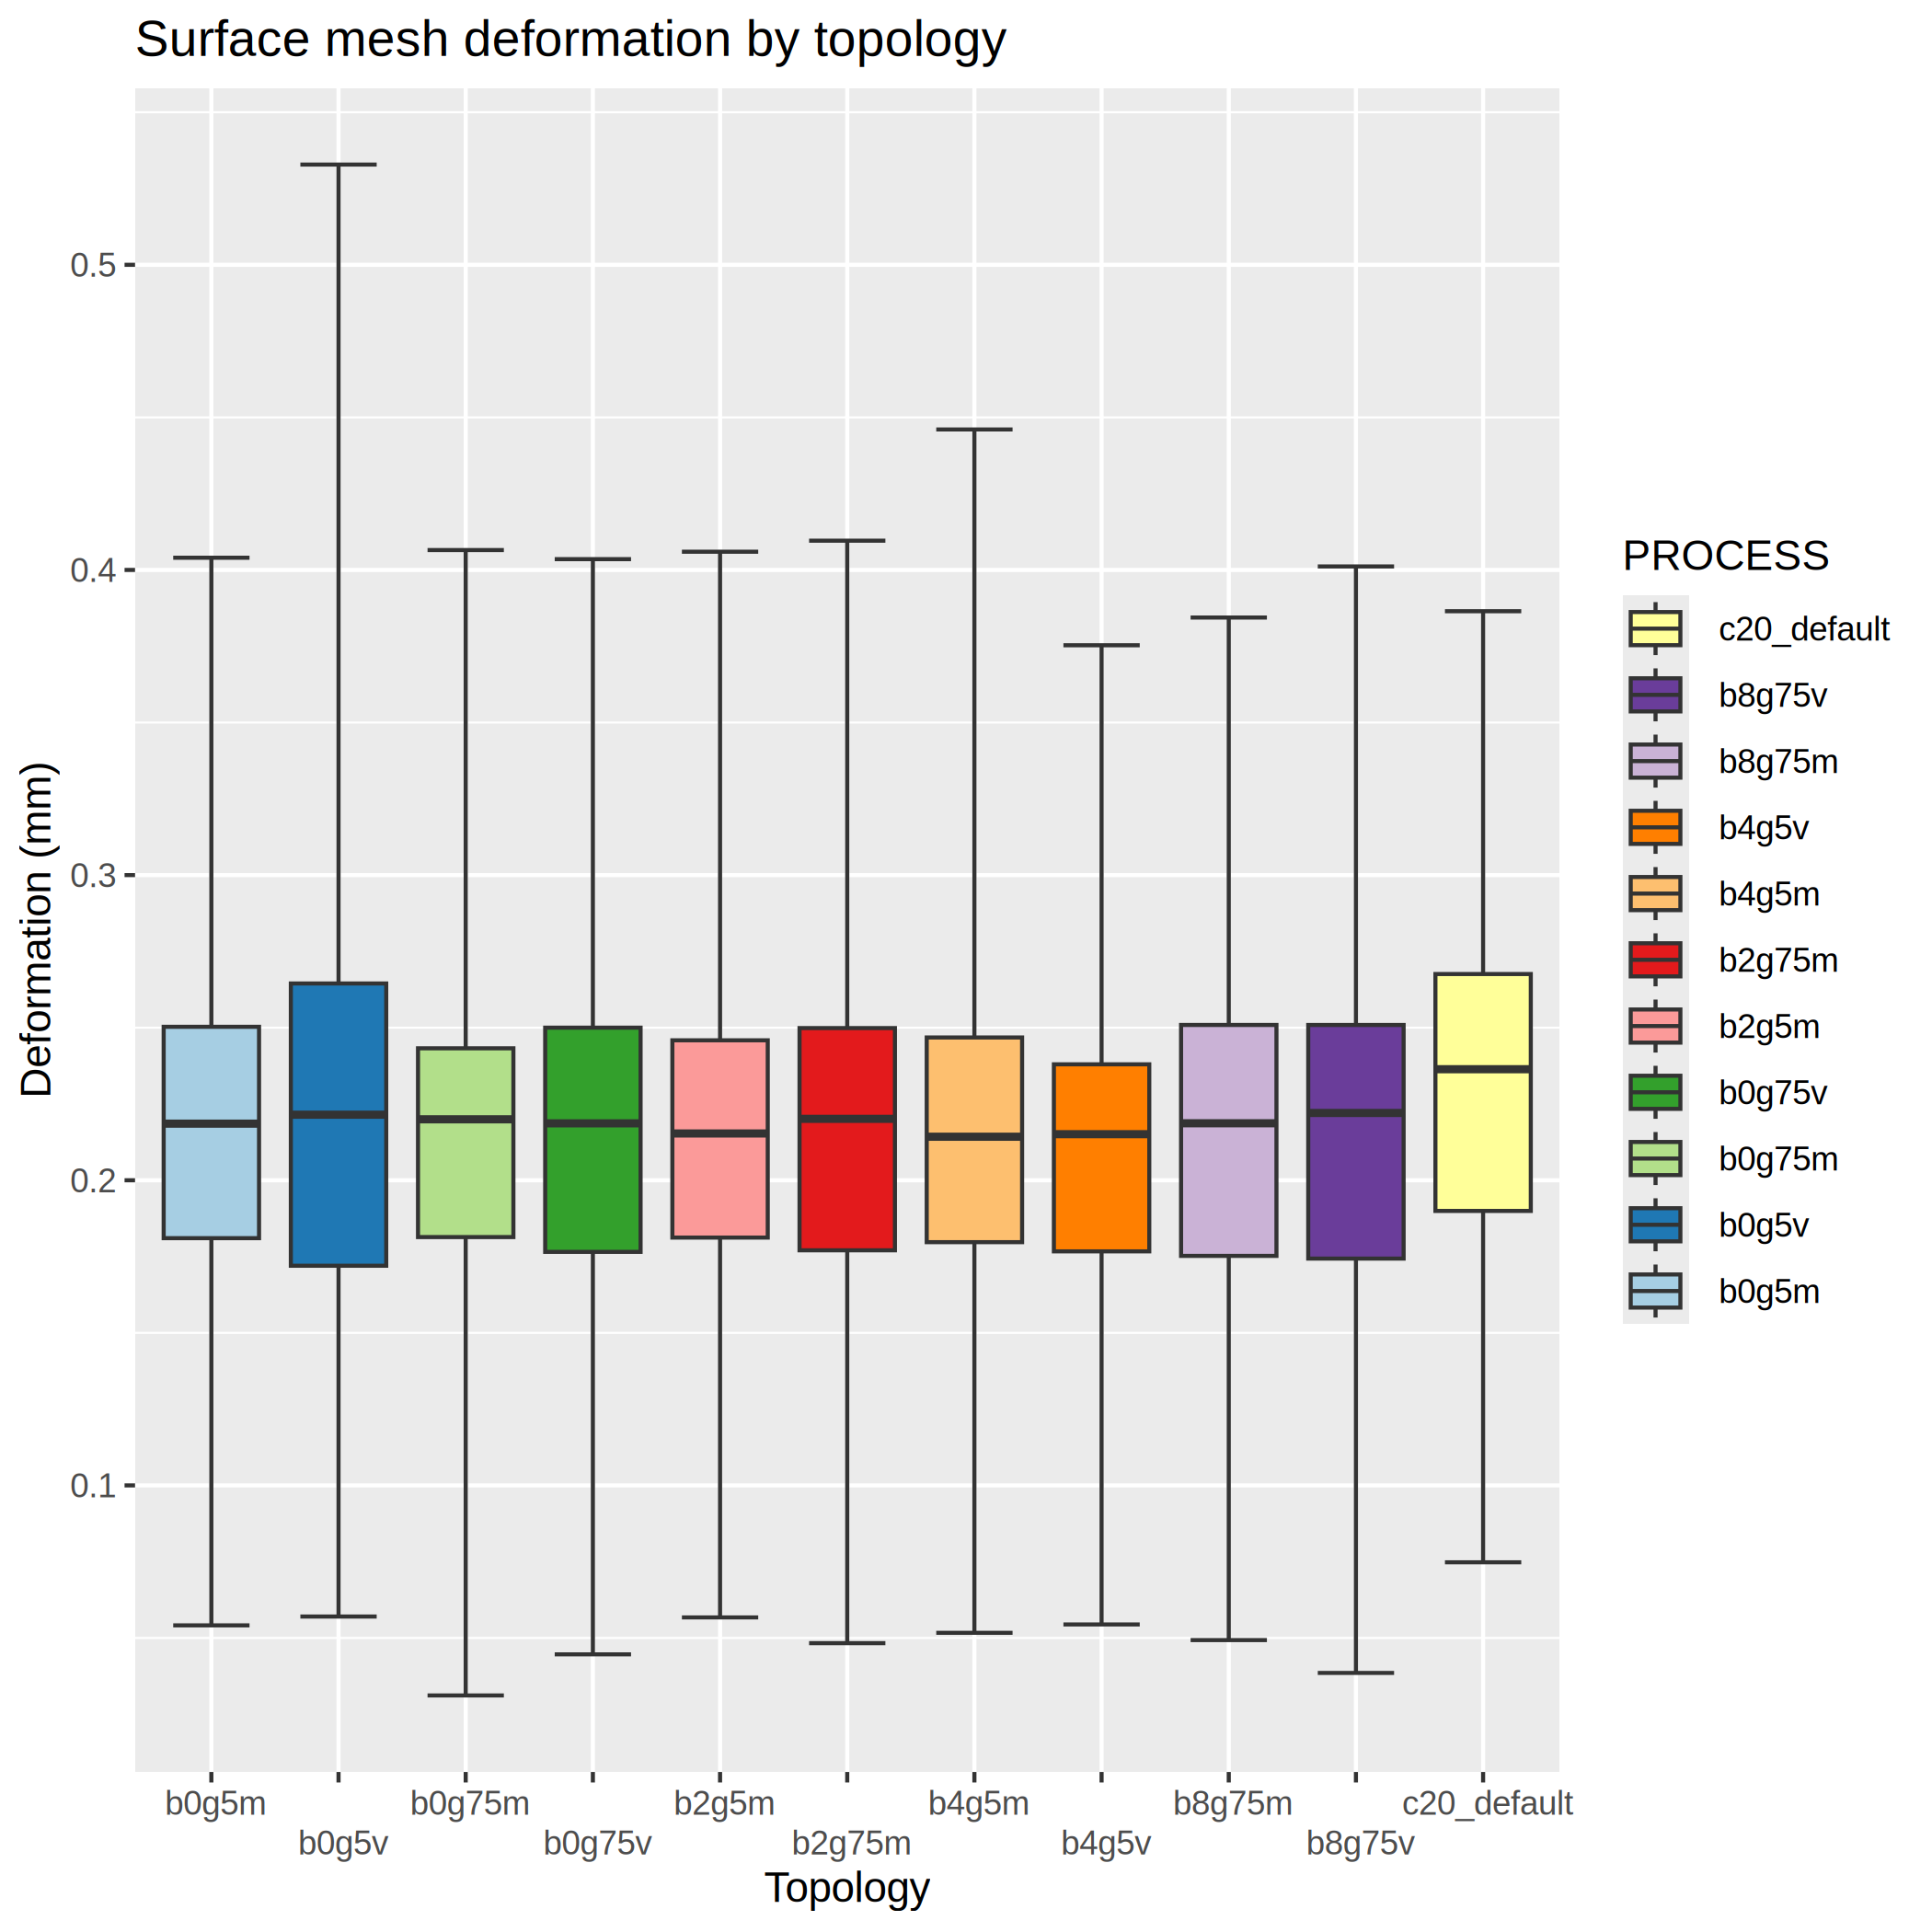 Surface mesh deformation by topology
Deformation (mm)
0.5
0.4
0.3
0.2
0.1
b0g5m
b0g5v
b0g75m
b0g75v
b2g5m
b2g75m
b4g5m
b4g5v
b8g75m
b8g75v
c20_default
Topology
PROCESS
c20_default
b8g75v
b8g75m
b4g5v
b4g5m
b2g75m
b2g5m
b0g75v
b0g75m
b0g5v
b0g5m